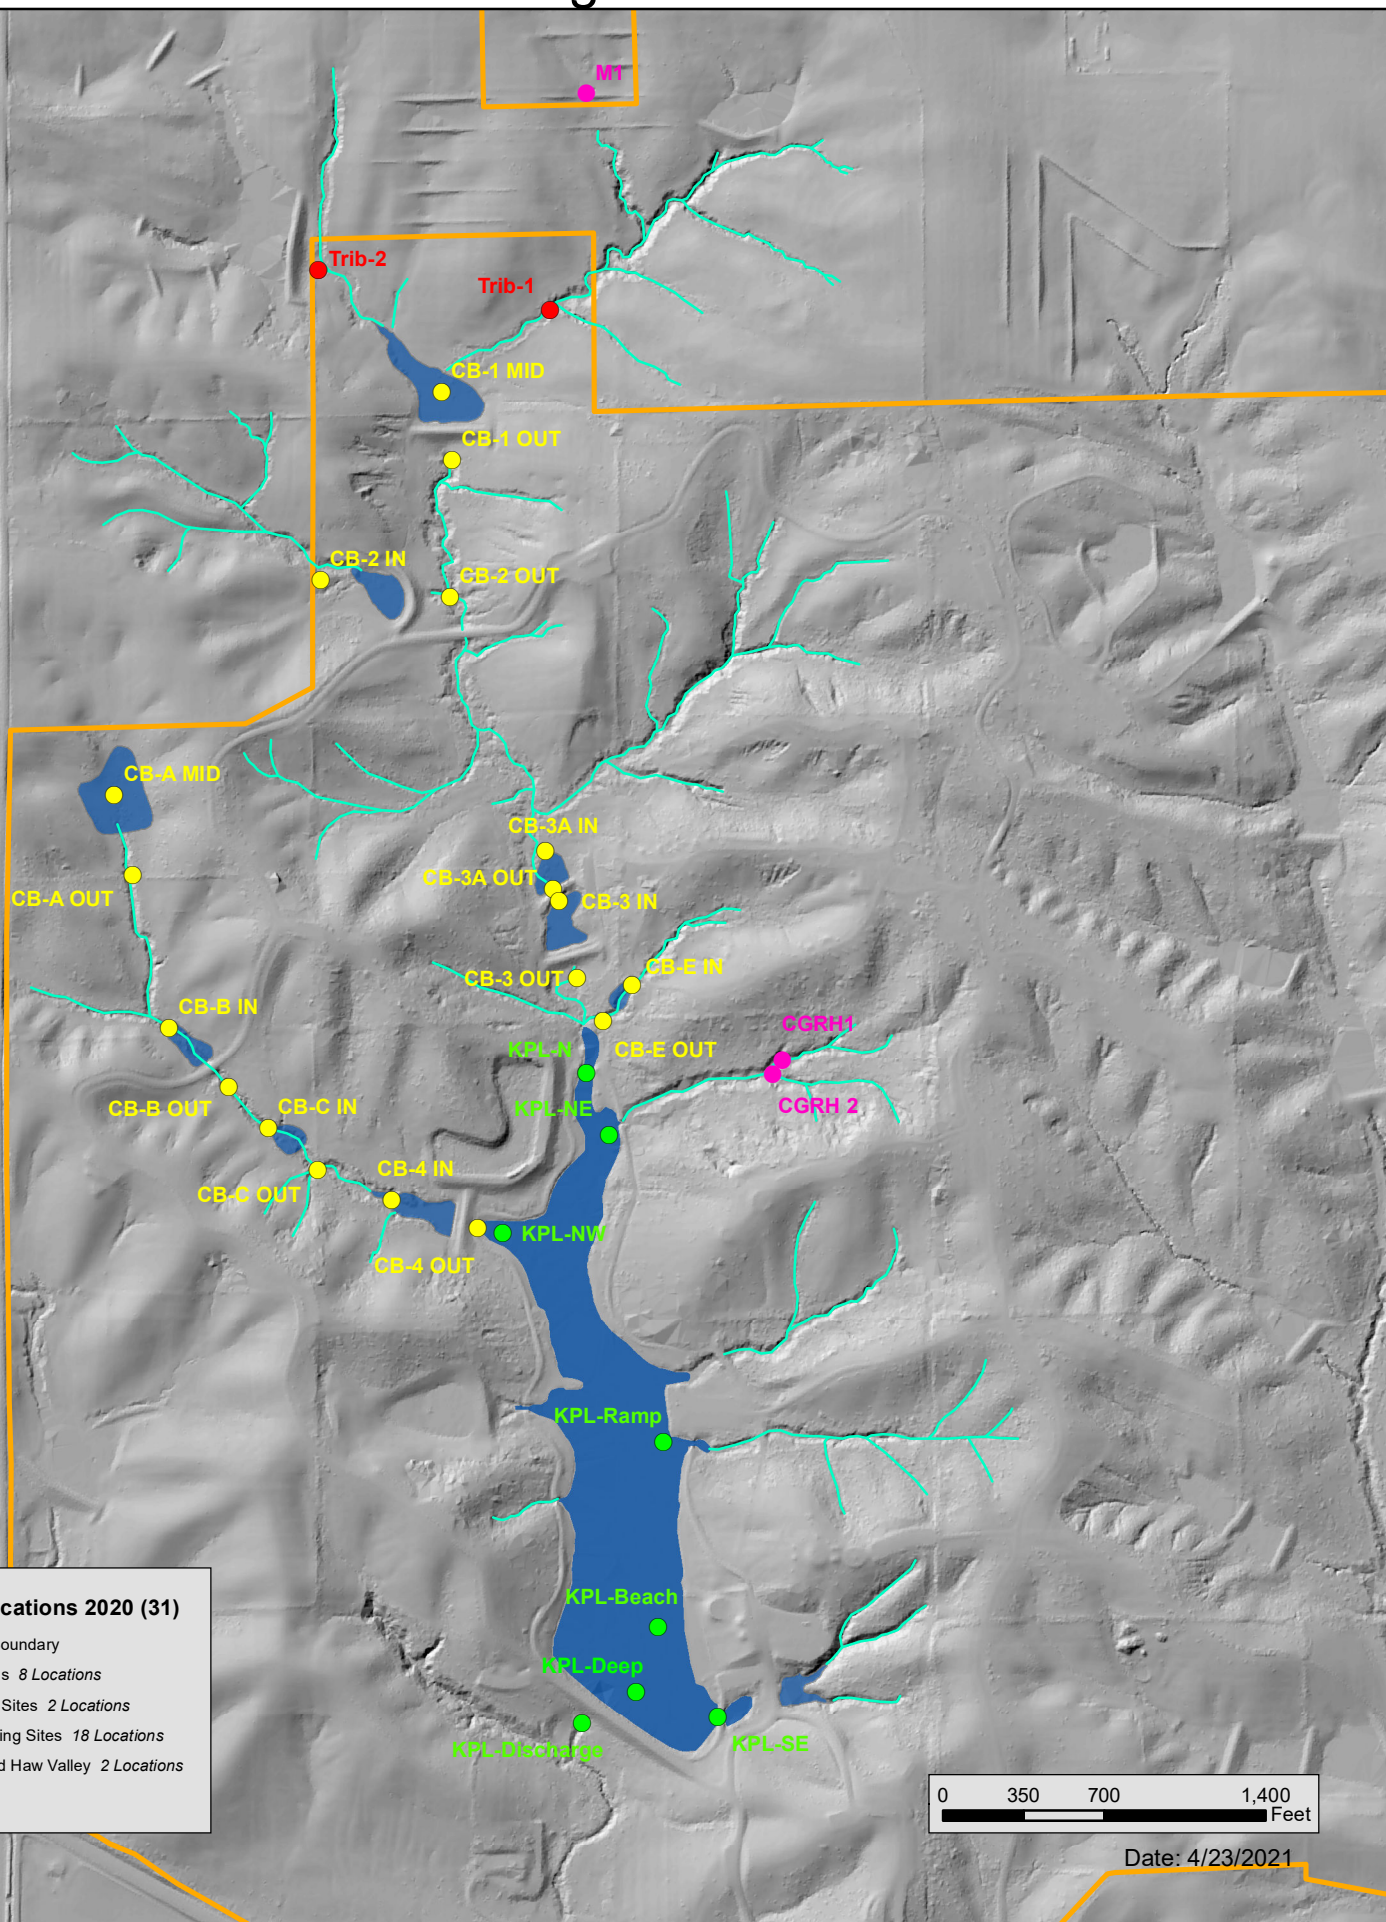 M1
Trib-2
Trib-1
CB-1 MID
CB-1 OUT
CB-2 IN
CB-2 OUT
CB-A MID
CB-3A IN
CB-3A OUT
CB-A OUT
CB-3 IN
CB-3 OUT
CB-E IN
CB-B IN
CGRH1
KPL-N
CB-E OUT
CB-B OUT
CB-C IN
KPL-NE
CGRH 2
CB-4 IN
CB-C OUT
KPL-NW
CB-4 OUT
KPL-Ramp
KPL-Beach
KPL-Deep
KPL-Discharge
KPL-SE
cations 2020 (31)
oundary
s 8 Locations
Sites 2 Locations
ing Sites 18 Locations
d Haw Valley 2 Locations
0 350 700 1,400
Feet
Date: 4/23/2021